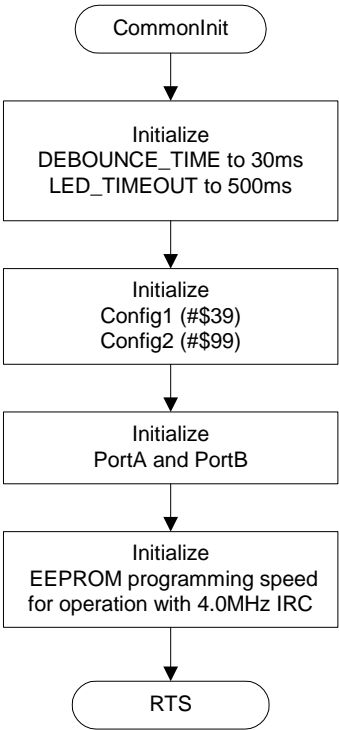 CommonInit
Initialize
DEBOUNCE_TIME to 30ms
LED_TIMEOUT to 500ms
Initialize
Config1 (#$39)
Config2 (#$99)
Initialize
PortA and PortB
Initialize
EEPROM programming speed
for operation with 4.0MHz IRC
RTS